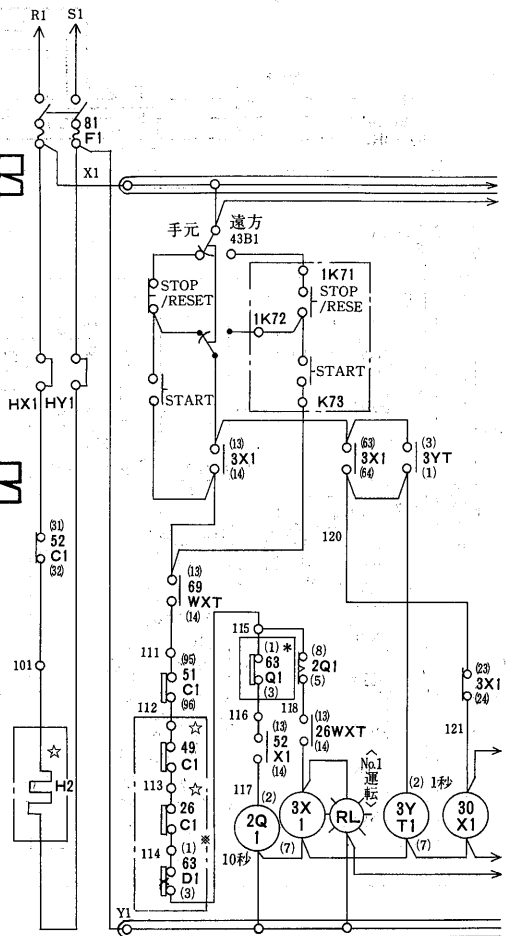 R1 S1
81
F1
X1
手元 遠方
43B1
STOP
/RESET
1K71
STOP
/RESE
1K72
START
START
HX1 HY1
K73
(13)
3X1
(14)
(63)
3X1
(64)
(3)
3YT
(1)
120
(31)
52
C1
(32)
(13)
69
WXT
(14)
101
111
(95)
51
C1
(96)
112
115
(1) *
63
Q1
(3)
(8)
2Q1
(5)
118
(23)
3X1
(24)
121
☆
H2
☆
49
C1
113
☆
26
C1
114
(1)
63
D1
(3)
※
116
(13)
52
X1
(14)
(13)
26WXT
(14)
117
(2)
2Q
1
10秒
3X
1
(7)
RL
〈No.1運転〉
3Y
T1
(2) 1秒
(7)
30
X1
Y1